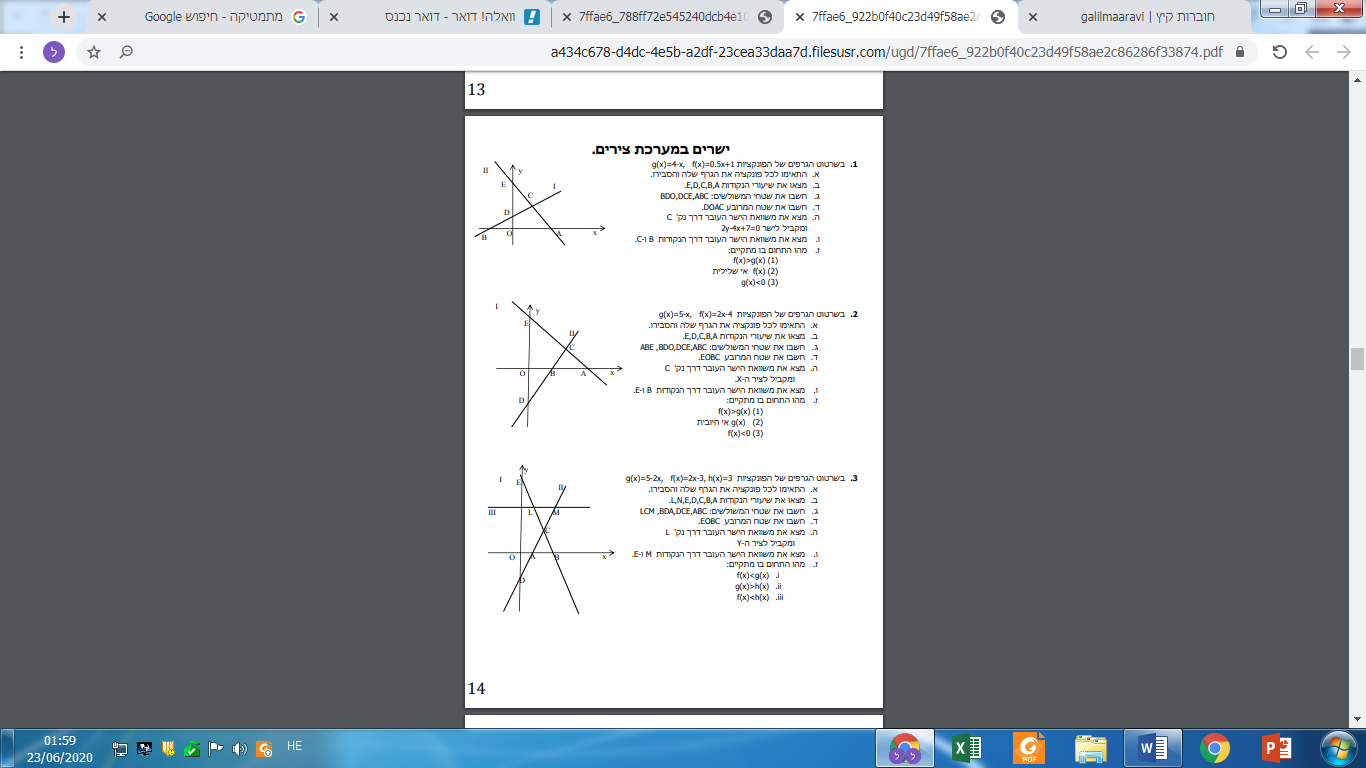 galilmaaravi | חוברות קיץ
7ffae6_922b0f40c23d49f58ae2c
7ffae6_788ff72e545240dcb4e10
וואלה! דואר - דואר נכנס
מתמטיקה - חיפוש Google
a434c678-d4dc-4e5b-a2df-23cea33daa7d.filesusr.com/ugd/7ffae6_922b0f40c23d49f58ae2c86286f33874.pdf
ל
13
ישרים במערכת צירים.
1. בשרטוט הגרפים של הפונקציות g(x)=4-x, f(x)=0.5x+1
א. התאימו לכל פונקציה את הגרף שלה והסבירו.
ב. מצאו את שיעורי הנקודות E,D,C,B,A.
ג. חשבו את שטחי המשולשים: BDO,DCE,ABC
ד. חשבו את שטח המרובע DOAC.
ה. מצא את משוואת הישר העובר דרך נק' C
ומקביל לישר 2y-4x+7=0
ו. מצא את משוואת הישר העובר דרך הנקודות B ו-C.
ז. מהו התחום בו מתקיים:
(1) f(x)>g(x)
(2) f(x) אי שלילית
(3) g(x)<0
II
y
E
C
I
D
B
O
A
x
2. בשרטוט הגרפים של הפונקציות g(x)=5-x, f(x)=2x-4
א. התאימו לכל פונקציה את הגרף שלה והסבירו.
ב. מצאו את שיעורי הנקודות E,D,C,B,A.
ג. חשבו את שטחי המשולשים: ABE ,BDO,DCE,ABC
ד. חשבו את שטח המרובע EOBC.
ה. מצא את משוואת הישר העובר דרך נק' C
ומקביל לציר ה-X.
ו. מצא את משוואת הישר העובר דרך הנקודות B ו-E.
ז. מהו התחום בו מתקיים:
(1) f(x)>g(x)
(2) g(x) אי חיובית
(3) f(x)<0
I
y
E
II
C
O
B
A
x
D
3. בשרטוט הגרפים של הפונקציות g(x)=5-2x, f(x)=2x-3, h(x)=3
א. התאימו לכל פונקציה את הגרף שלה והסבירו.
ב. מצאו את שיעורי הנקודות L,N,E,D,C,B,A.
ג. חשבו את שטחי המשולשים: LCM ,BDA,DCE,ABC
ד. חשבו את שטח המרובע EOBC.
ה. מצא את משוואת הישר העובר דרך נק' L
ומקביל לציר ה-Y
ו. מצא את משוואת הישר העובר דרך הנקודות M ו-E.
ז. מהו התחום בו מתקיים:
i. f(x)<g(x)
ii. g(x)>h(x)
iii. f(x)<h(x)
y
I
E
II
III
L
M
C
O
A
B
x
D
14
01:59
23/06/2020
HE
PDF